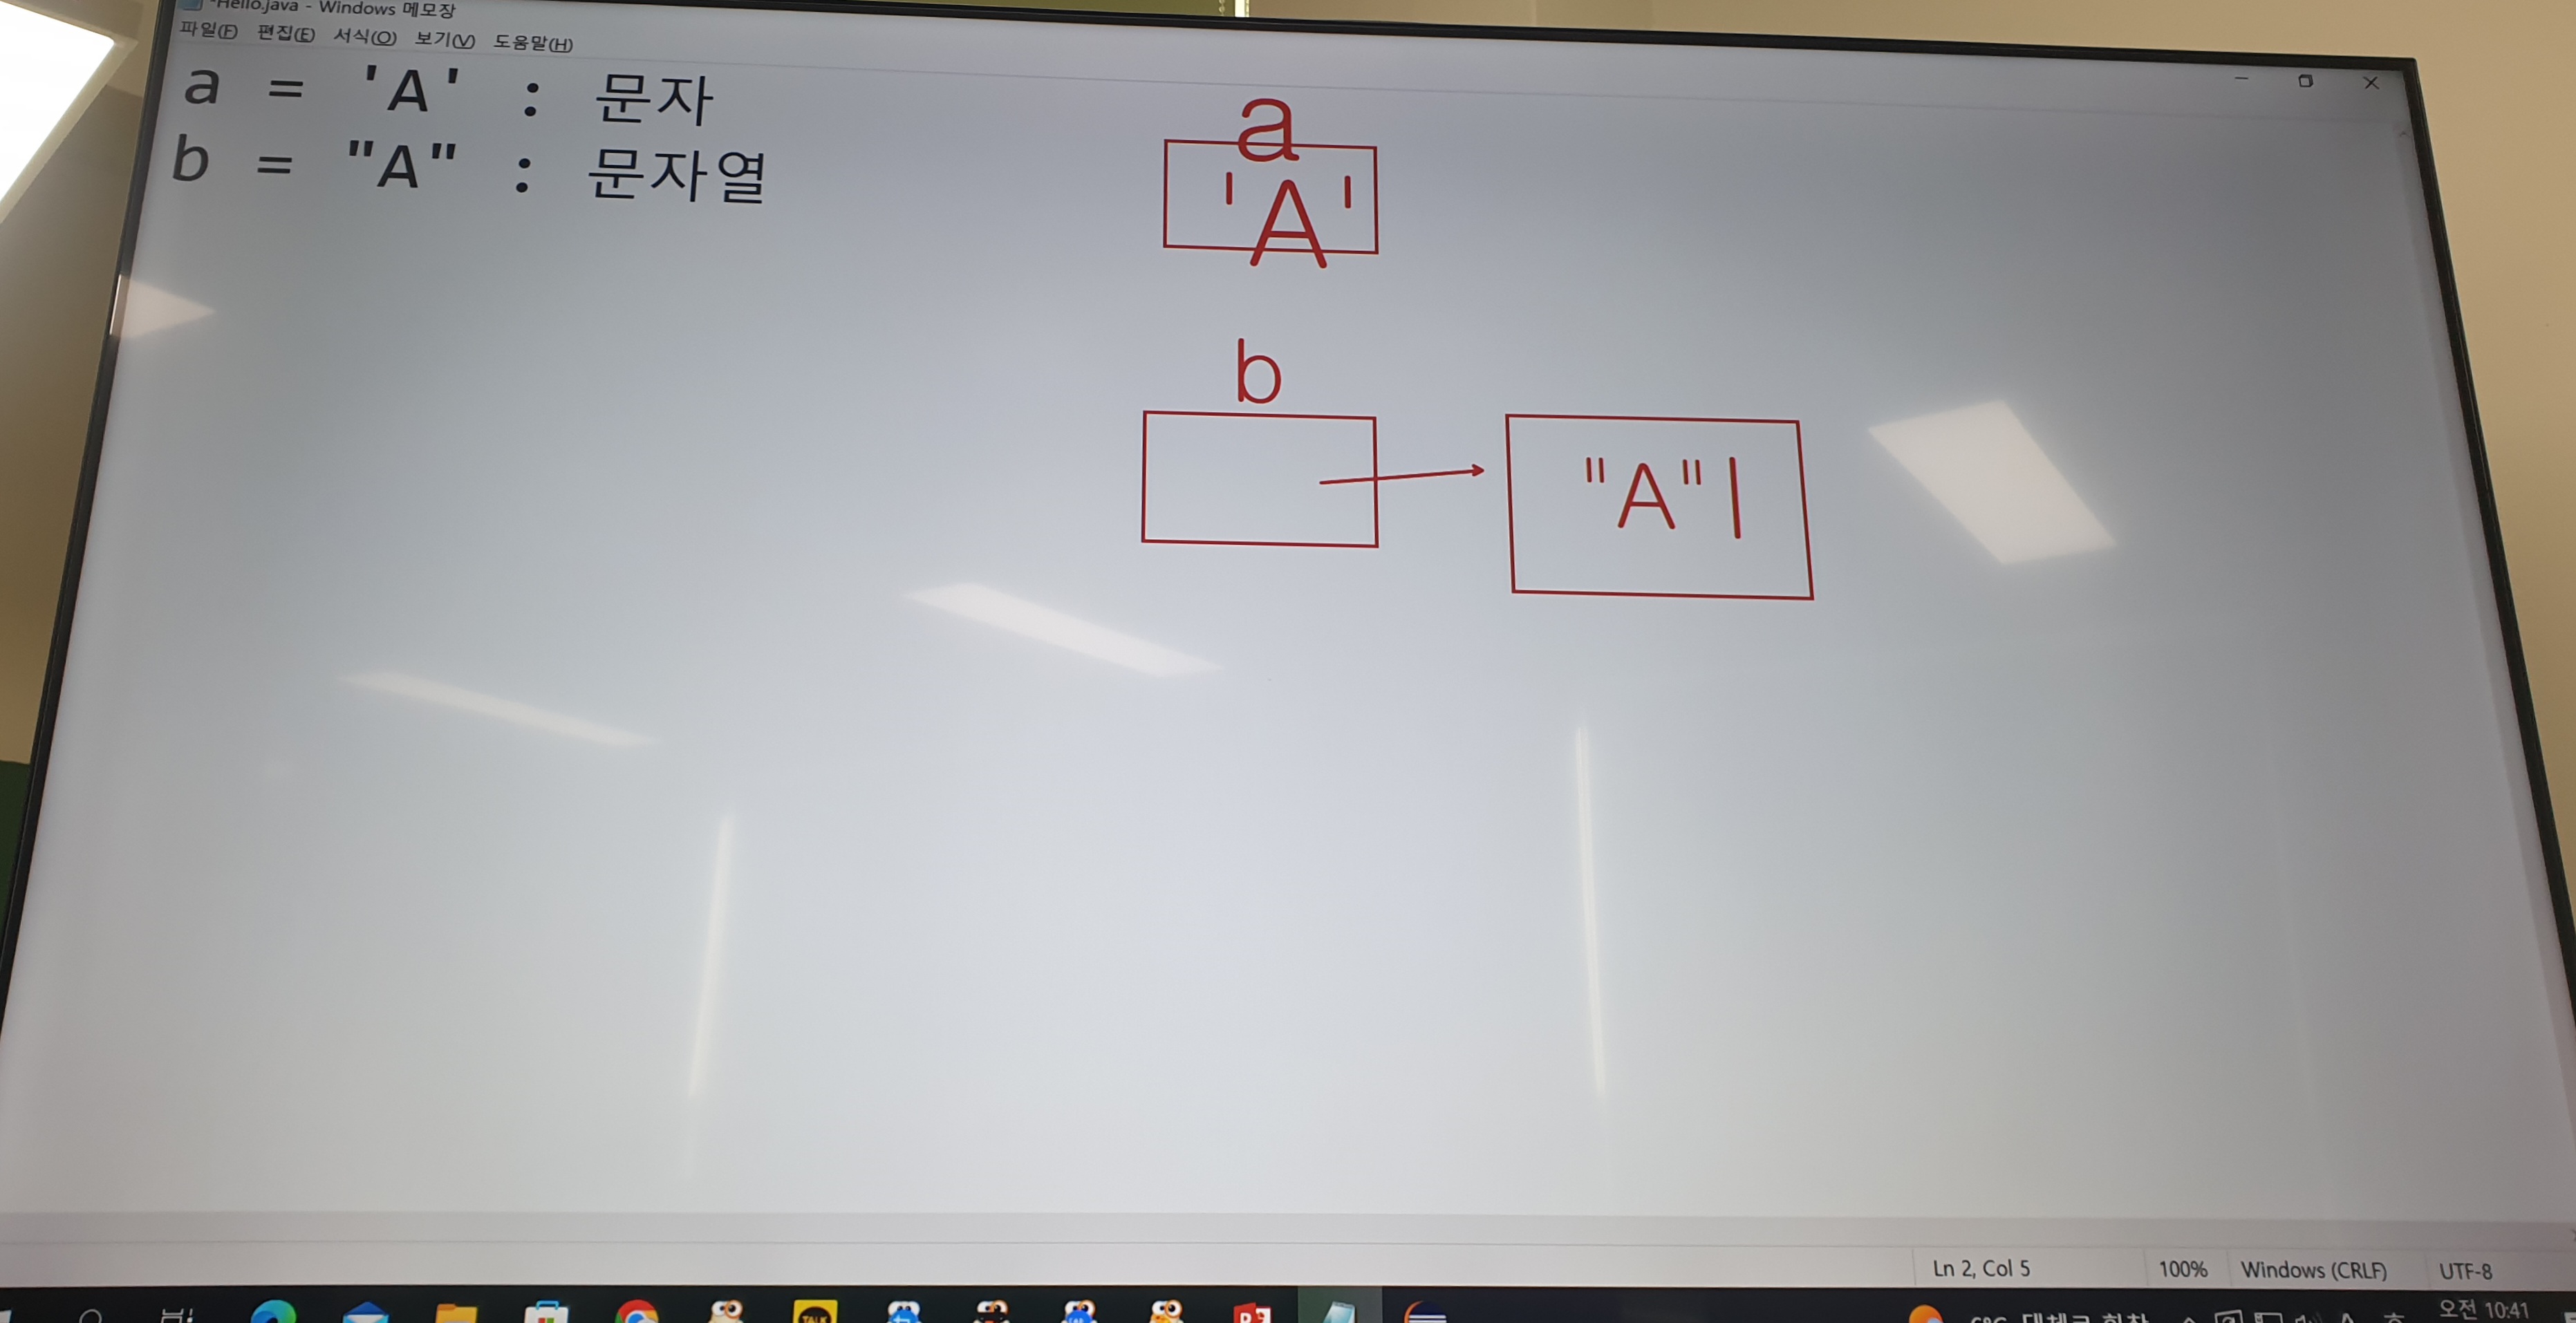 *Hello.java - Windows 메모장
파일(F) 편집(E) 서식(O) 보기(V) 도움말(H)
a = 'A' : 문자
b = "A" : 문자열
a
'A'
b
"A"
Ln 2, Col 5 100% Windows (CRLF) UTF-8
TALK
오전 10:41